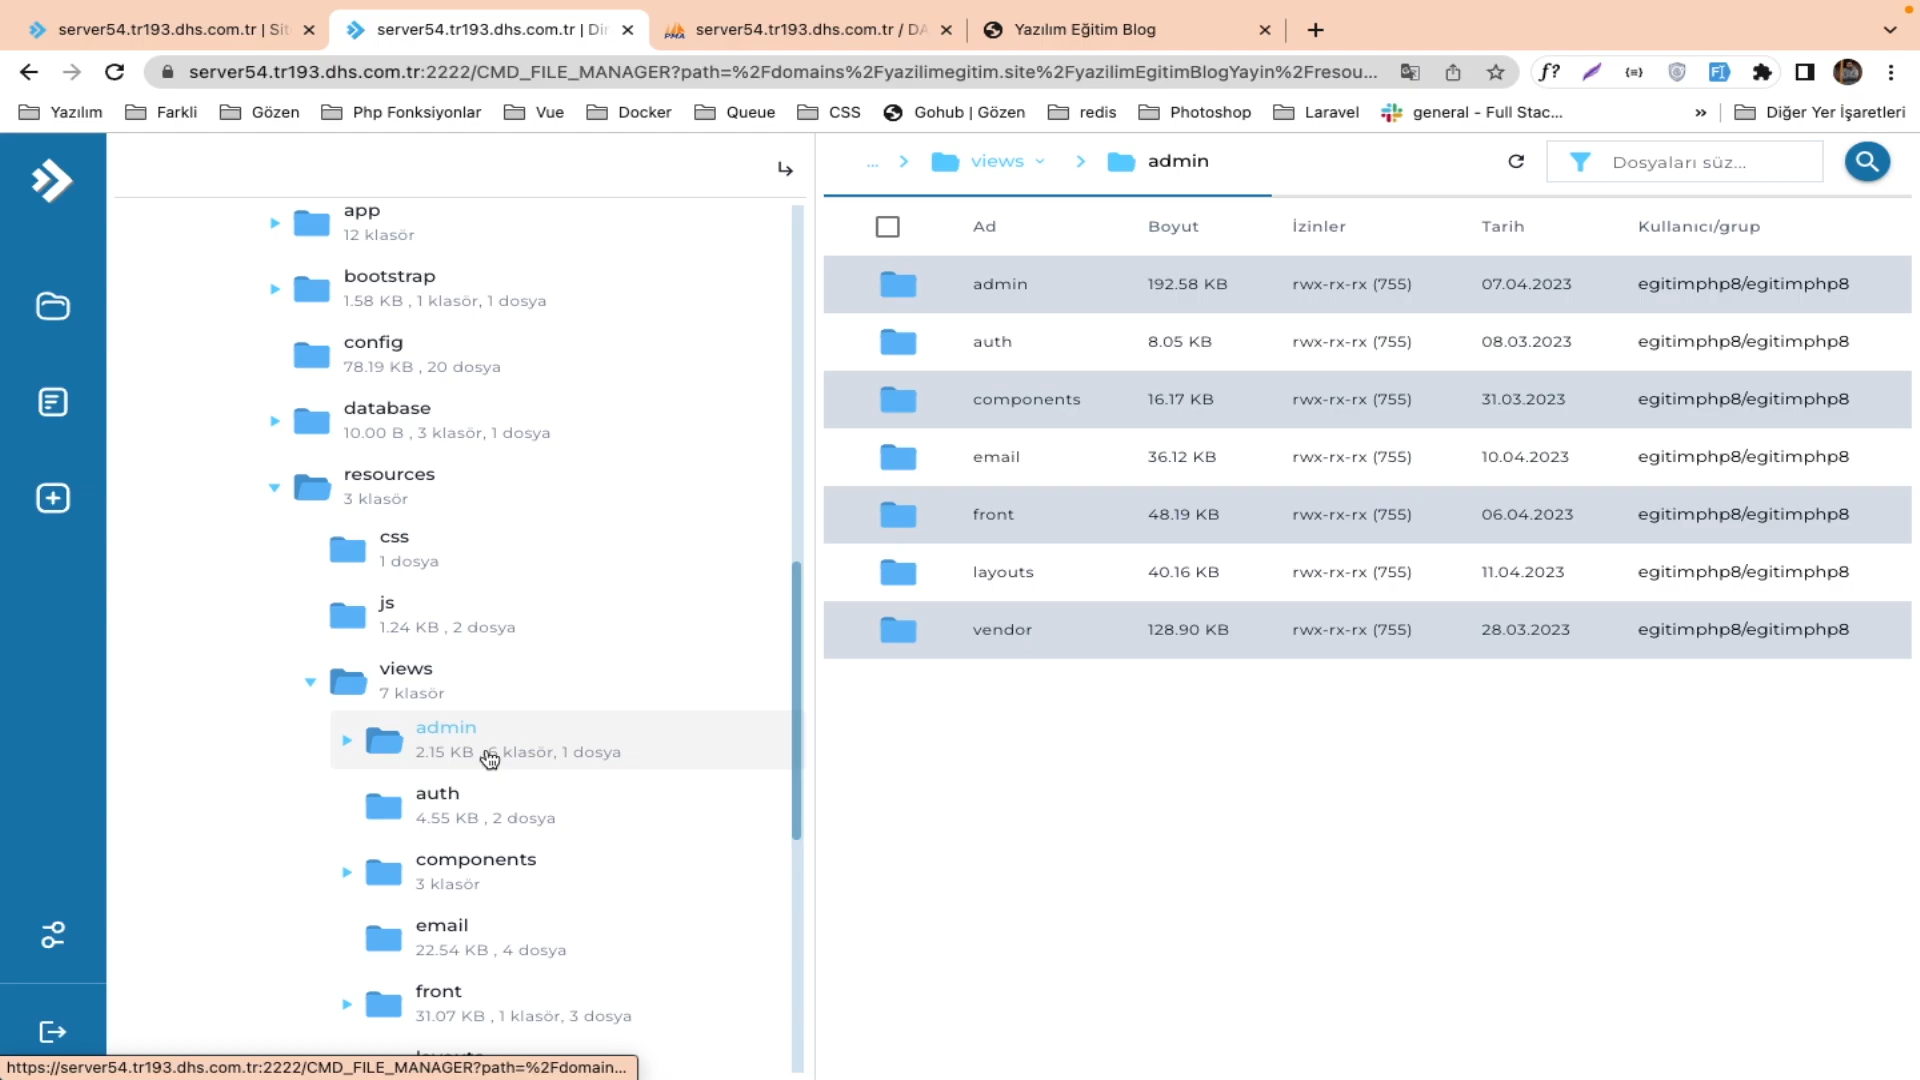 server54.tr193.dhs.com.tr | Sit
server54.tr193.dhs.com.tr | Dir
PMA
server54.tr193.dhs.com.tr / DA
Yazılım Eğitim Blog
server54.tr193.dhs.com.tr:2222/CMD_FILE_MANAGER?path=%2Fdomains%2Fyazilimegitim.site%2FyazilimEgitimBlogYayin%2Fresou...
f?
Yazılım
Farkli
Gözen
Php Fonksiyonlar
Vue
Docker
Queue
CSS
Gohub | Gözen
redis
Photoshop
Laravel
general - Full Stac...
»
Diğer Yer İşaretleri
... > views > admin
Dosyaları süz...
app
12 klasör
bootstrap
1.58 KB , 1 klasör, 1 dosya
config
78.19 KB , 20 dosya
database
10.00 B , 3 klasör, 1 dosya
resources
3 klasör
css
1 dosya
js
1.24 KB , 2 dosya
views
7 klasör
admin
2.15 KB , 6 klasör, 1 dosya
auth
4.55 KB , 2 dosya
components
3 klasör
email
22.54 KB , 4 dosya
front
31.07 KB , 1 klasör, 3 dosya
Ad Boyut İzinler Tarih Kullanıcı/grup
admin 192.58 KB rwx-rx-rx (755) 07.04.2023 egitimphp8/egitimphp8
auth 8.05 KB rwx-rx-rx (755) 08.03.2023 egitimphp8/egitimphp8
components 16.17 KB rwx-rx-rx (755) 31.03.2023 egitimphp8/egitimphp8
email 36.12 KB rwx-rx-rx (755) 10.04.2023 egitimphp8/egitimphp8
front 48.19 KB rwx-rx-rx (755) 06.04.2023 egitimphp8/egitimphp8
layouts 40.16 KB rwx-rx-rx (755) 11.04.2023 egitimphp8/egitimphp8
vendor 128.90 KB rwx-rx-rx (755) 28.03.2023 egitimphp8/egitimphp8
https://server54.tr193.dhs.com.tr:2222/CMD_FILE_MANAGER?path=%2Fdomain...